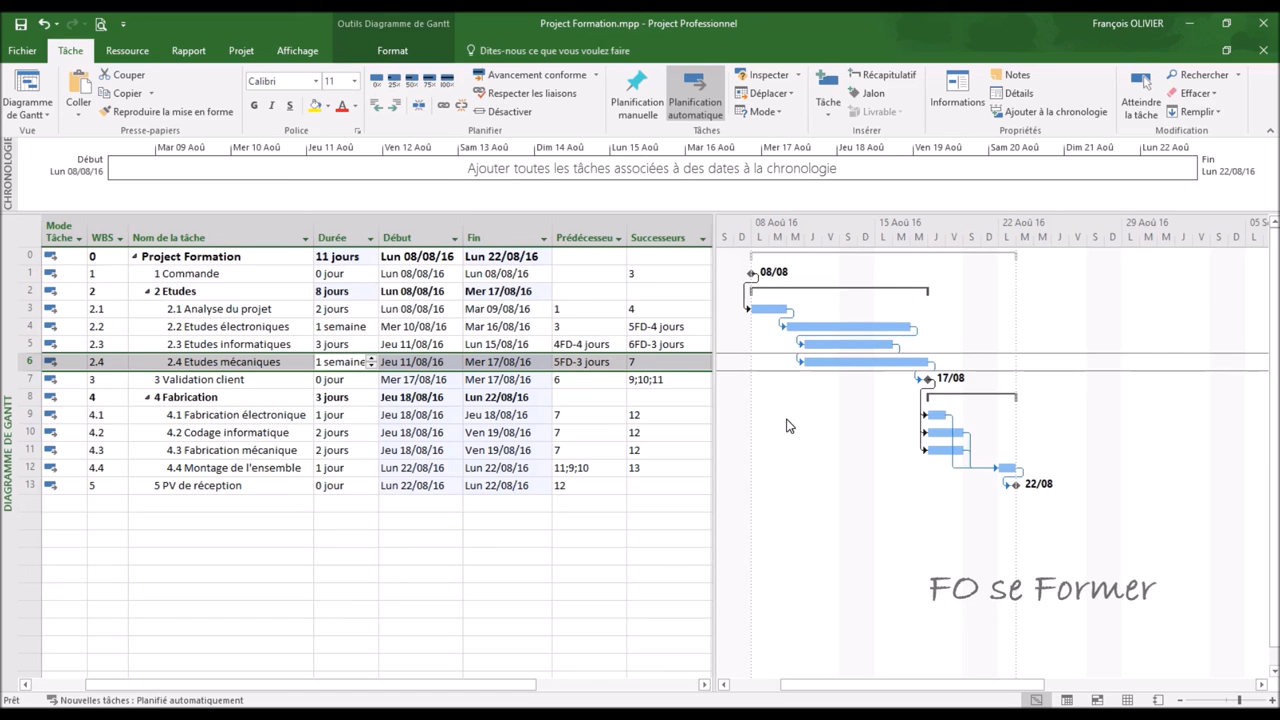 Outils Diagramme de Gantt
Project Formation.mpp - Project Professionnel
François OLIVIER
Fichier Tâche Ressource Rapport Projet Affichage Format Dites-nous ce que vous voulez faire
Diagramme de Gantt
Vue
Coller
Couper
Copier
Reproduire la mise en forme
Presse-papiers
Calibri 11
G I S
Police
0% 25% 50% 75% 100%
Avancement conforme
Respecter les liaisons
Désactiver
Planifier
Planification manuelle
Planification automatique
Inspecter
Déplacer
Mode
Tâches
Tâche
Récapitulatif
Jalon
Livrable
Insérer
Informations
Notes
Détails
Ajouter à la chronologie
Propriétés
Atteindre la tâche
Rechercher
Effacer
Remplir
Modification
CHRONOLOGIE
Mar 09 Aoû Mer 10 Aoû Jeu 11 Aoû Ven 12 Aoû Sam 13 Aoû Dim 14 Aoû Lun 15 Aoû Mar 16 Aoû Mer 17 Aoû Jeu 18 Aoû Ven 19 Aoû Sam 20 Aoû Dim 21 Aoû Lun 22 Aoû
Début
Lun 08/08/16
Ajouter toutes les tâches associées à des dates à la chronologie
Fin
Lun 22/08/16
DIAGRAMME DE GANTT
Mode Tâche WBS Nom de la tâche Durée Début Fin Prédécesseu Successeurs
0 0 Project Formation 11 jours Lun 08/08/16 Lun 22/08/16
1 1 1 Commande 0 jour Lun 08/08/16 Lun 08/08/16 3
2 2 2 Etudes 8 jours Lun 08/08/16 Mer 17/08/16
3 2.1 2.1 Analyse du projet 2 jours Lun 08/08/16 Mar 09/08/16 1 4
4 2.2 2.2 Etudes électroniques 1 semaine Mer 10/08/16 Mar 16/08/16 3 5FD-4 jours
5 2.3 2.3 Etudes informatiques 3 jours Jeu 11/08/16 Lun 15/08/16 4FD-4 jours 6FD-3 jours
6 2.4 2.4 Etudes mécaniques 1 semaine Jeu 11/08/16 Mer 17/08/16 5FD-3 jours 7
7 3 3 Validation client 0 jour Mer 17/08/16 Mer 17/08/16 6 9;10;11
8 4 4 Fabrication 3 jours Jeu 18/08/16 Lun 22/08/16
9 4.1 4.1 Fabrication électronique 1 jour Jeu 18/08/16 Jeu 18/08/16 7 12
10 4.2 4.2 Codage informatique 2 jours Jeu 18/08/16 Ven 19/08/16 7 12
11 4.3 4.3 Fabrication mécanique 2 jours Jeu 18/08/16 Ven 19/08/16 7 12
12 4.4 4.4 Montage de l'ensemble 1 jour Lun 22/08/16 Lun 22/08/16 11;9;10 13
13 5 5 PV de réception 0 jour Lun 22/08/16 Lun 22/08/16 12
08 Aoû 16 15 Aoû 16 22 Aoû 16 29 Aoû 16 05 S
S D L M M J V S D L M M J V S D L M M J V S D L M M J V S D L
08/08
17/08
22/08
FO se Former
Prêt Nouvelles tâches : Planifié automatiquement